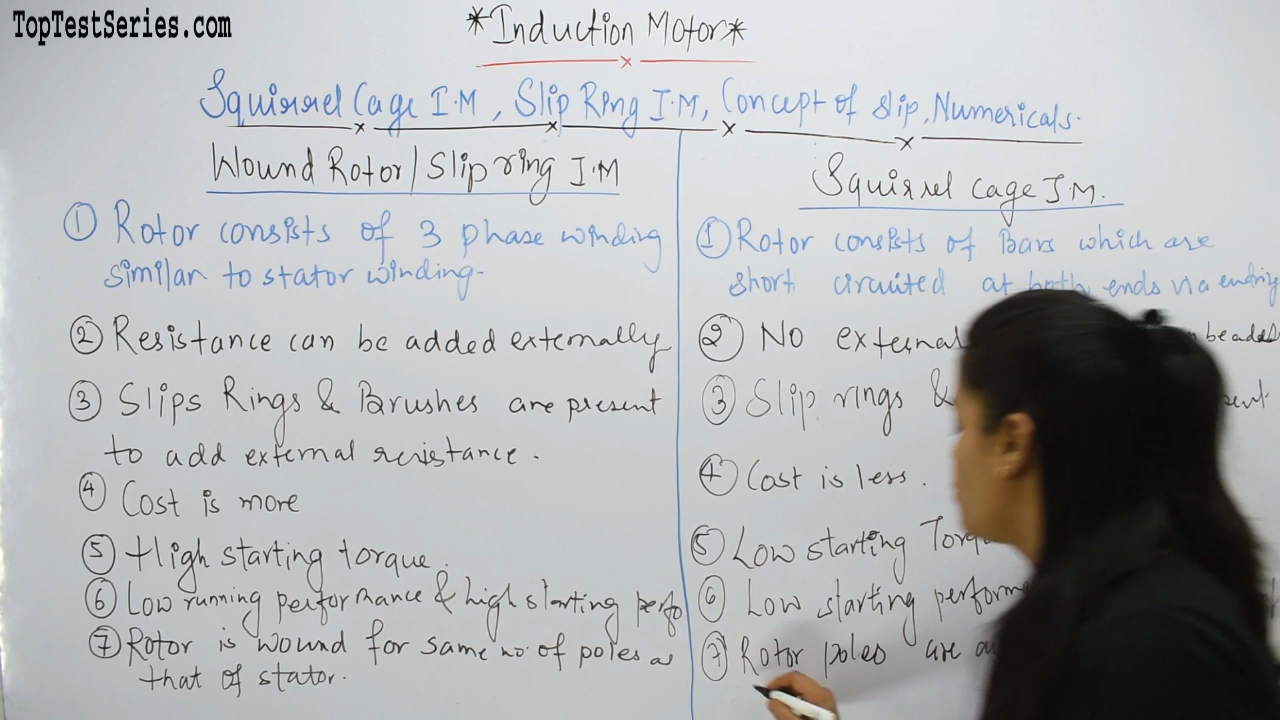 TopTestSeries.com
*Induction Motor*
Squirrel Cage I.M, Slip Ring I.M, Concept of slip, Numericals.
Wound Rotor/Slip ring I.M
① Rotor consists of 3 phase winding
similar to stator winding.
② Resistance can be added externally
③ Slips Rings & Brushes are present
to add external resistance.
④ Cost is more
⑤ High starting torque.
⑥ Low running performance & high starting perfo
⑦ Rotor is wound for same no. of poles as
that of stator.
Squirrel cage I.M.
① Rotor consists of Bars which are
short circuited at both ends via endring
② No external be added
③ Slip rings &
④ Cost is less.
⑤ Low starting
⑥ Low starting
⑦ Rotor poles are